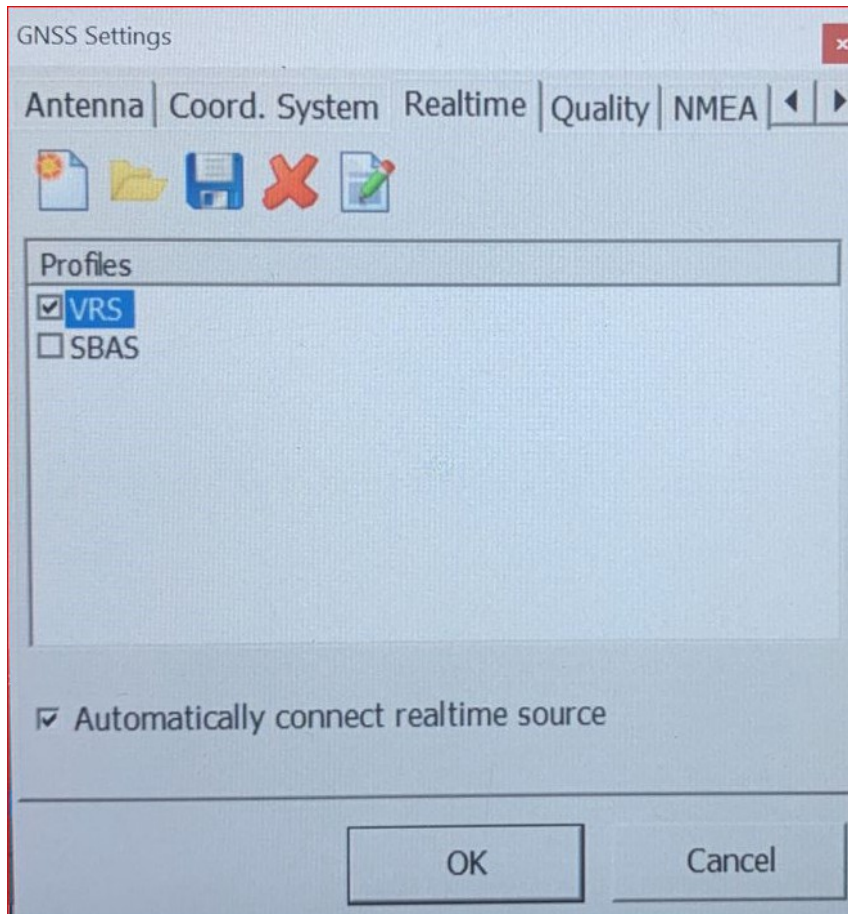 GNSS Settings
Antenna Coord. System Realtime Quality NMEA
Profiles
VRS
SBAS
Automatically connect realtime source
OK Cancel